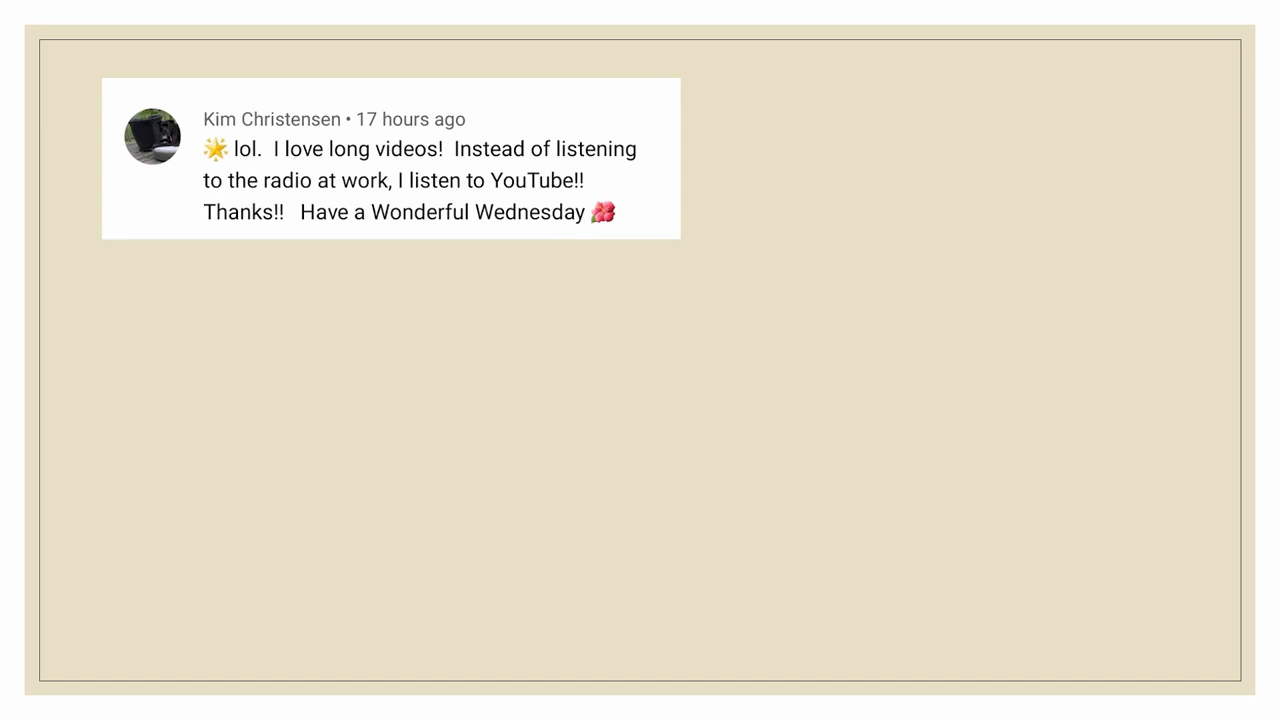 Kim Christensen • 17 hours ago
🌟 lol.  I love long videos!  Instead of listening
to the radio at work, I listen to YouTube!!
Thanks!!   Have a Wonderful Wednesday 🌺